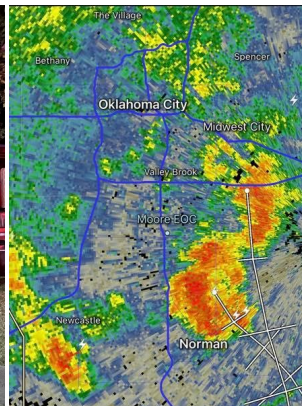 The Village
Bethany
Spencer
Oklahoma City
Midwest City
Valley Brook
Moore EOC
Newcastle
Norman